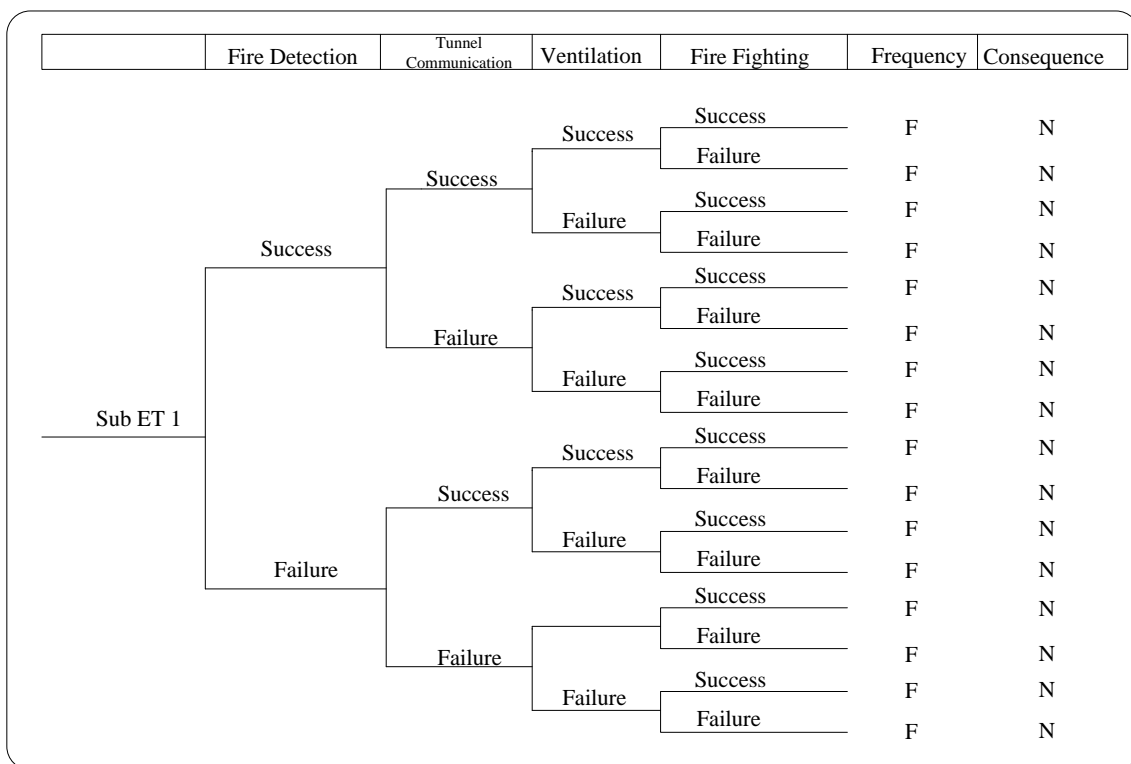 Fire Detection Tunnel Communication Ventilation Fire Fighting Frequency Consequence
Success
Success F N
Success Failure
F N
Success Success F N
Failure Failure
F N
Success
Success
Success F N
Failure Failure
F N
Success F N
Failure Failure
F N
Sub ET 1
Success
Success F N
Success Failure
F N
Success F N
Failure Failure
F N
Failure
Success F N
Failure
Failure F N
Success F N
Failure Failure
F N